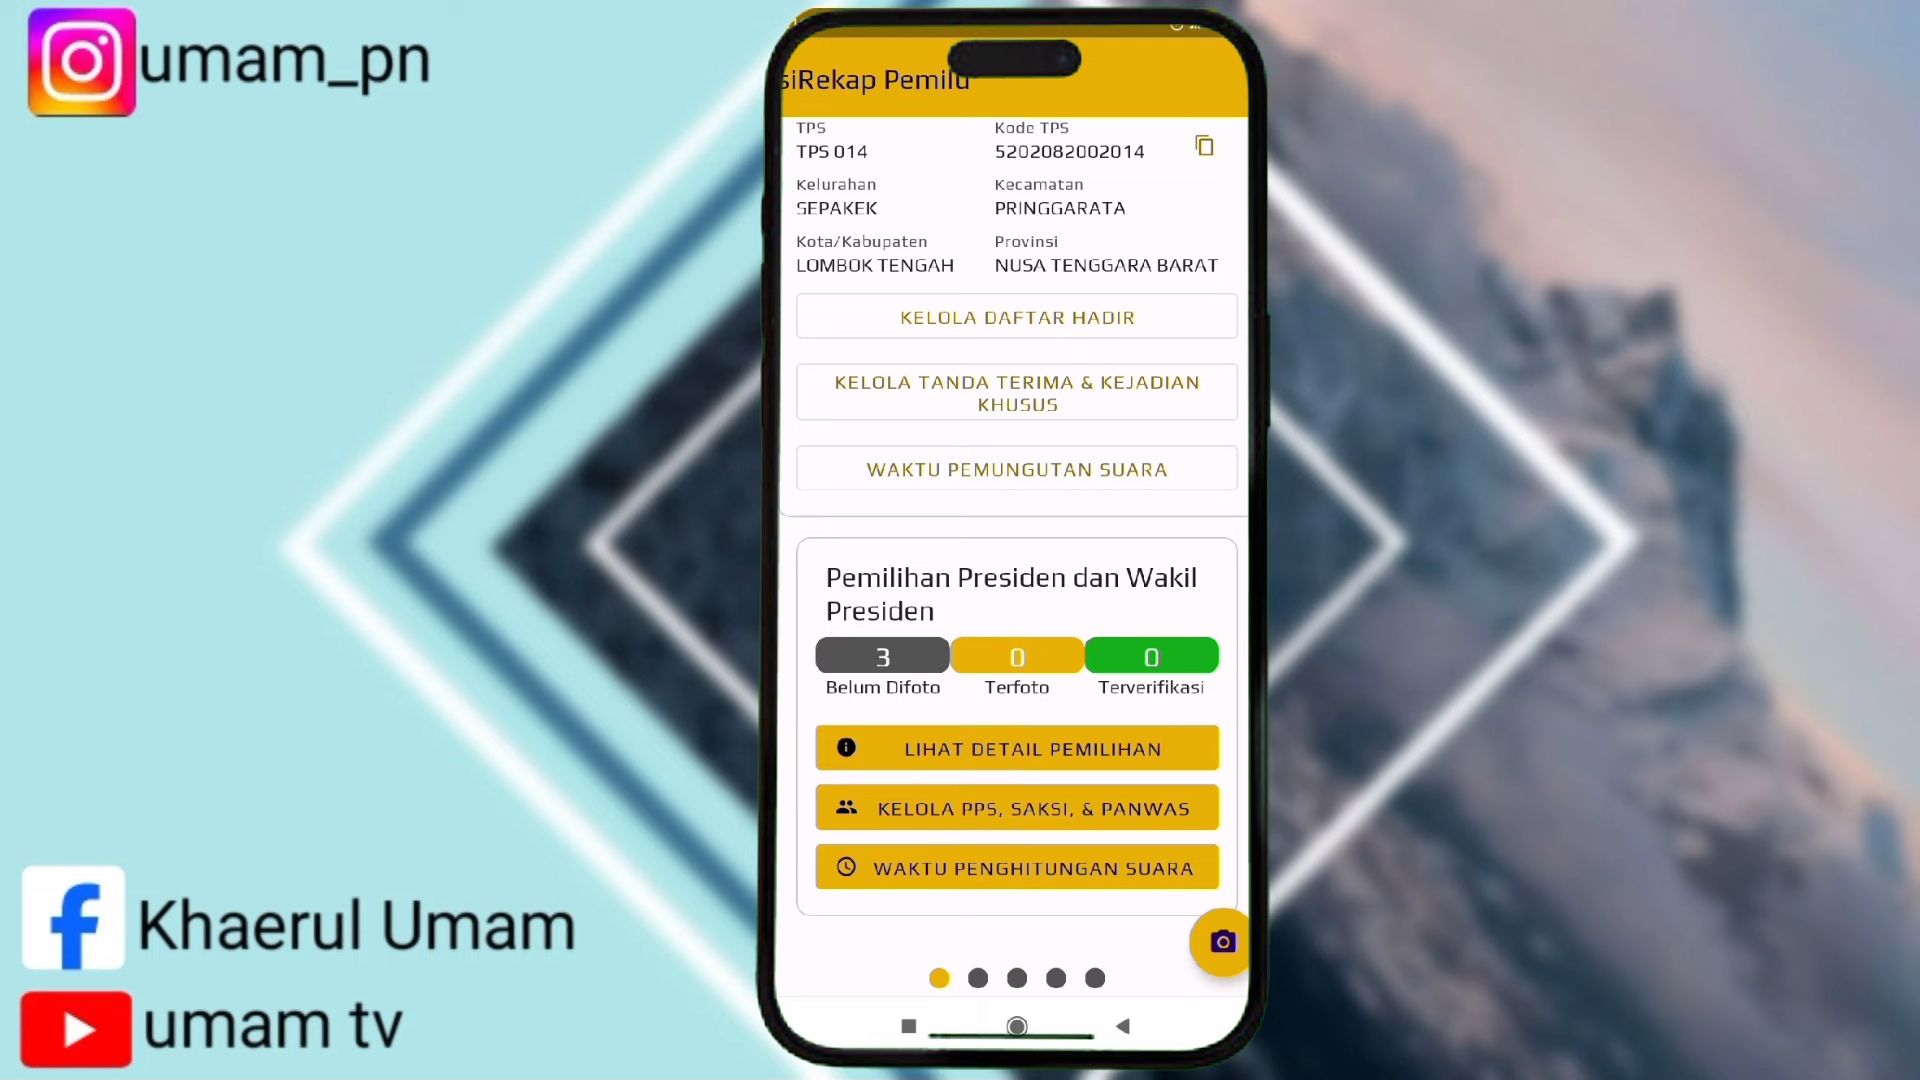 umam_pn
siRekap Pemilu
TPS
TPS 014
Kode TPS
5202082002014
Kelurahan
SEPAKEK
Kecamatan
PRINGGARATA
Kota/Kabupaten
LOMBOK TENGAH
Provinsi
NUSA TENGGARA BARAT
KELOLA DAFTAR HADIR
KELOLA TANDA TERIMA & KEJADIAN
KHUSUS
WAKTU PEMUNGUTAN SUARA
Pemilihan Presiden dan Wakil
Presiden
3
Belum Difoto
0
Terfoto
0
Terverifikasi
LIHAT DETAIL PEMILIHAN
KELOLA PPS, SAKSI, & PANWAS
WAKTU PENGHITUNGAN SUARA
Khaerul Umam
umam tv